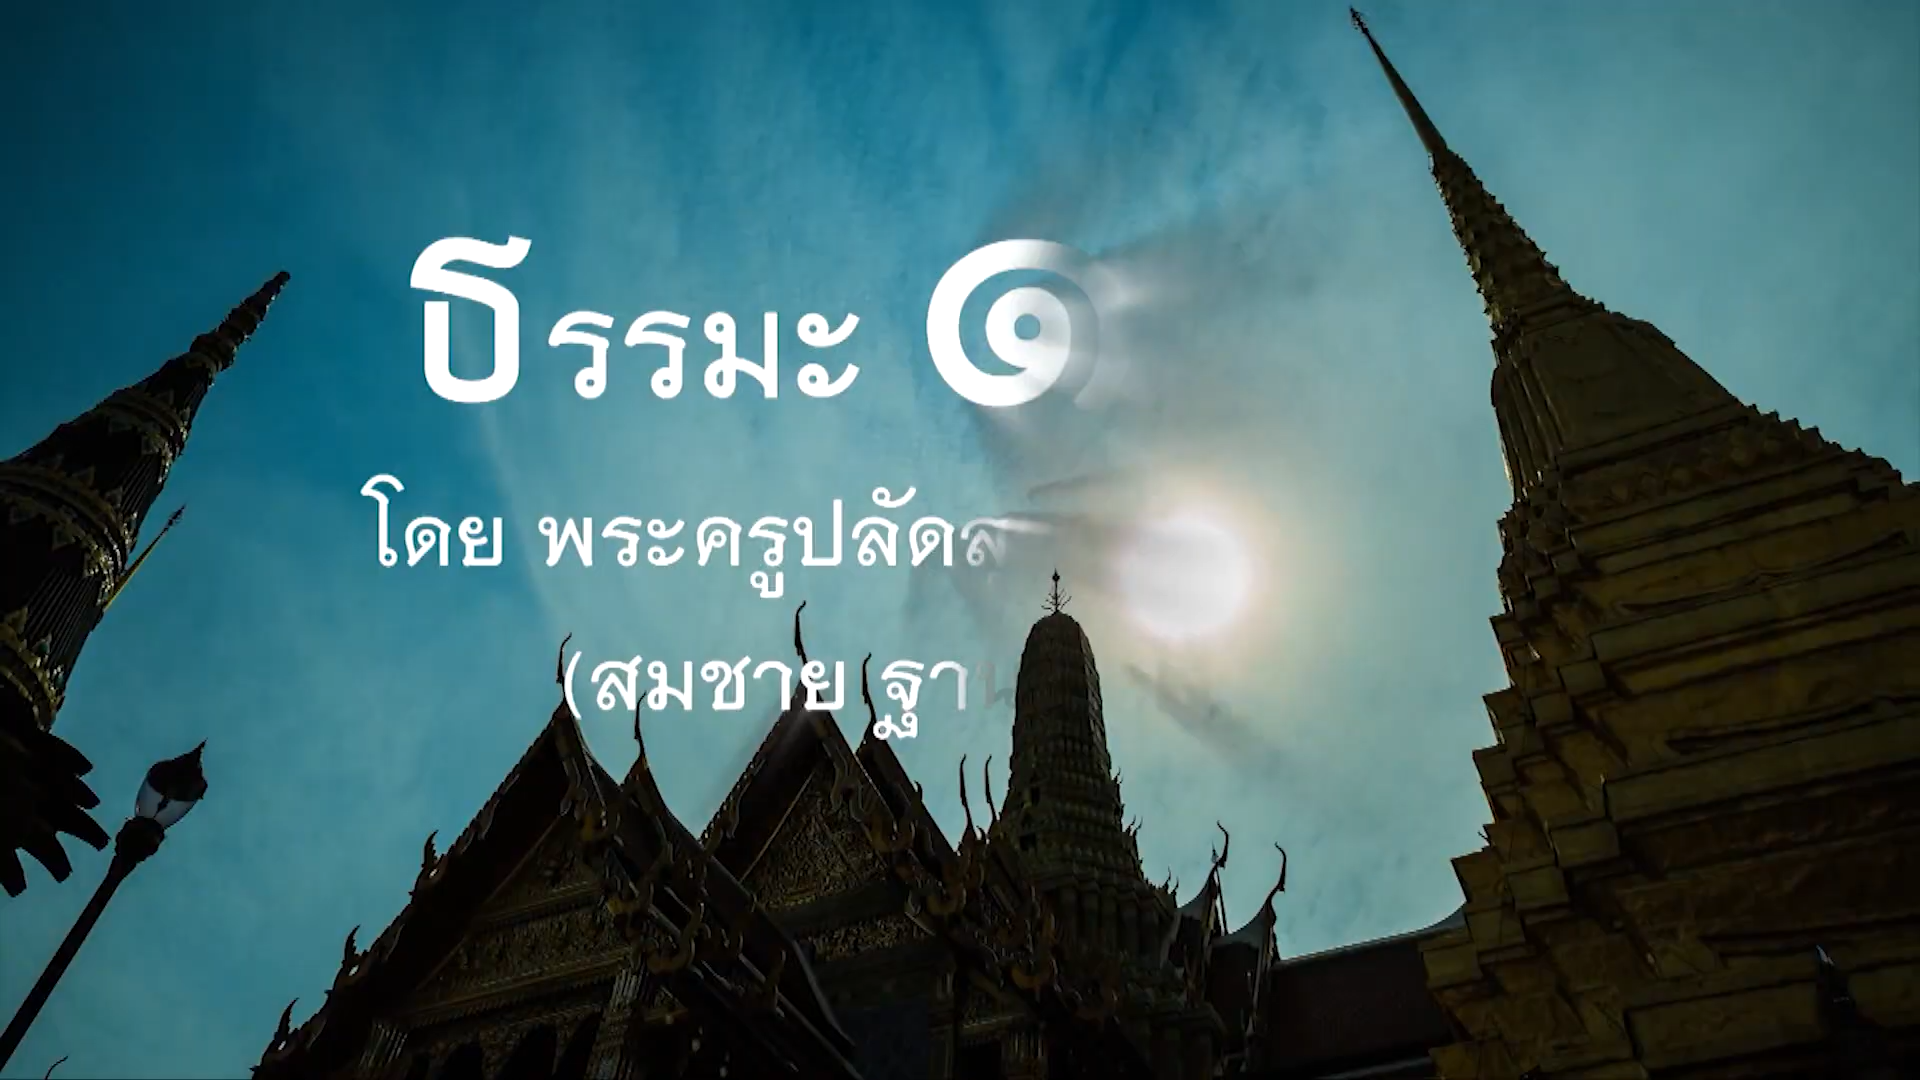 ธรรมะ ๑
โดย พระครูปลัด
(สมชาย